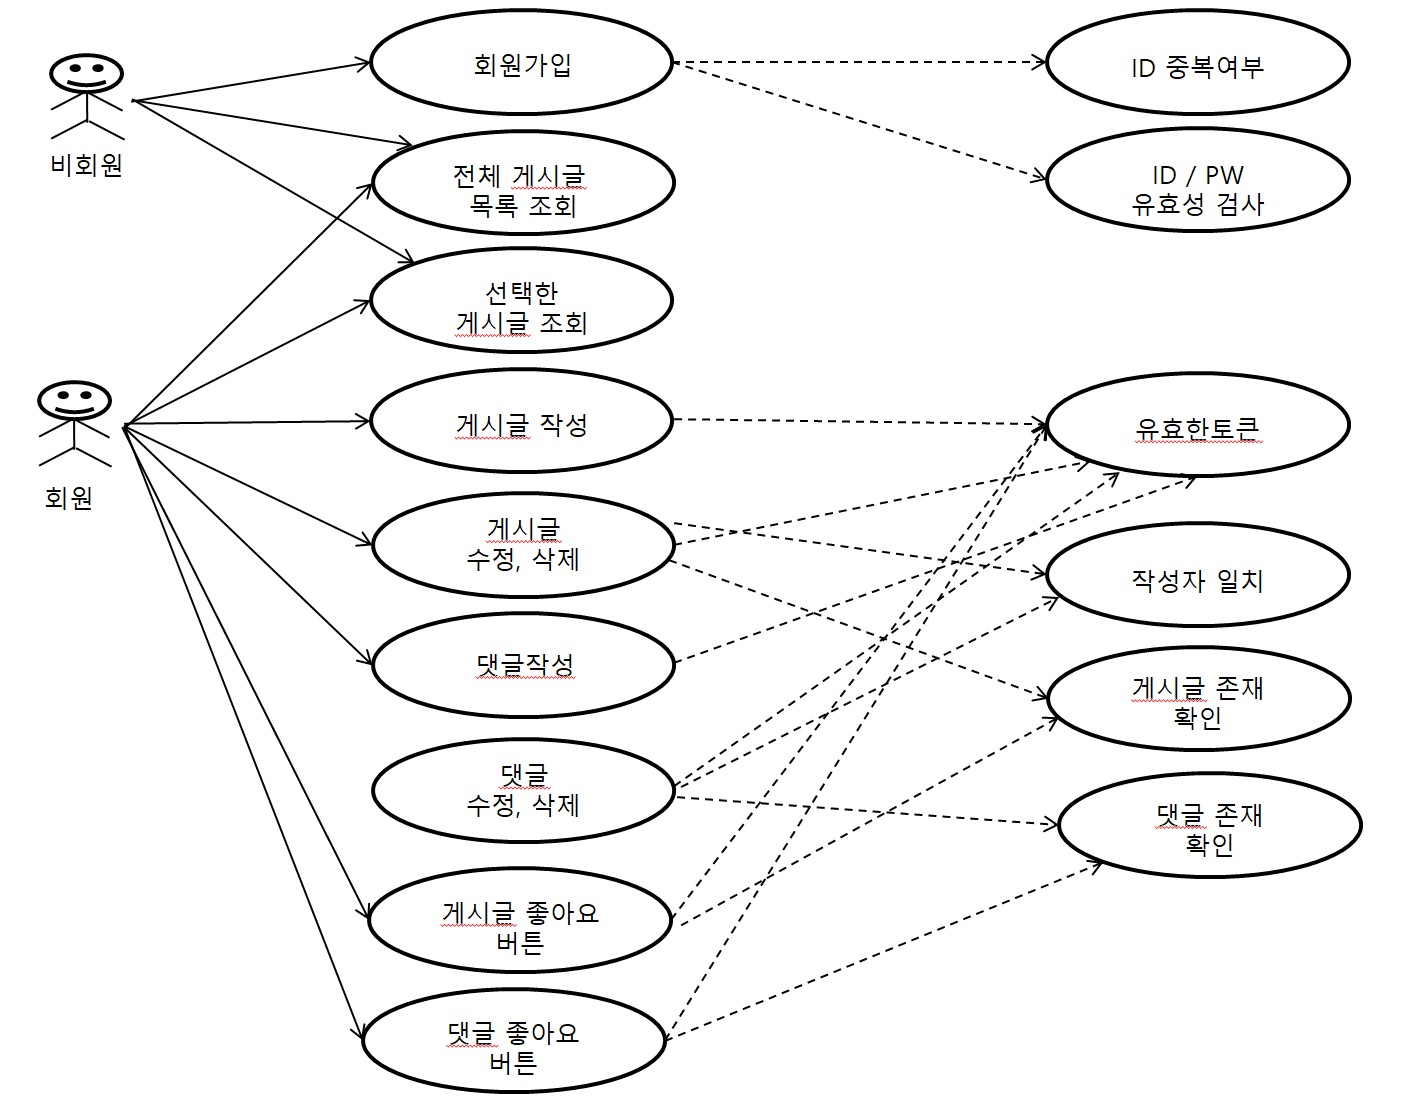 비회원
회원
회원가입
전체 게시글
목록 조회
선택한
게시글 조회
게시글 작성
게시글
수정, 삭제
댓글작성
댓글
수정, 삭제
게시글 좋아요
버튼
댓글 좋아요
버튼
ID 중복여부
ID / PW
유효성 검사
유효한토큰
작성자 일치
게시글 존재
확인
댓글 존재
확인